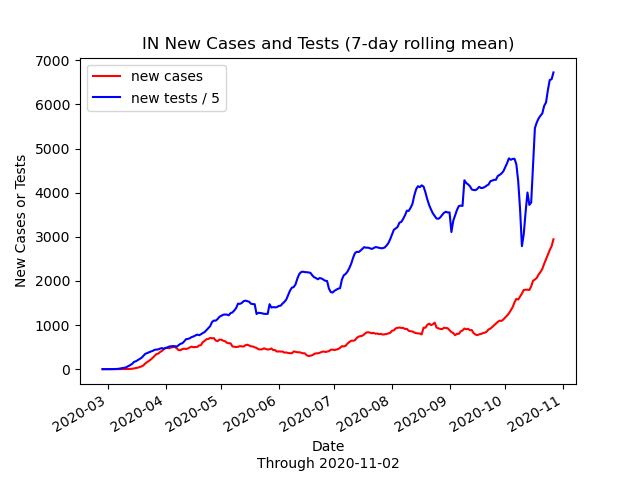 IN New Cases and Tests (7-day rolling mean)
new cases
new tests / 5
New Cases or Tests
7000
6000
5000
4000
3000
2000
1000
0
2020-03
2020-04
2020-05
2020-06
2020-07
2020-08
2020-09
2020-10
2020-11
Date
Through 2020-11-02